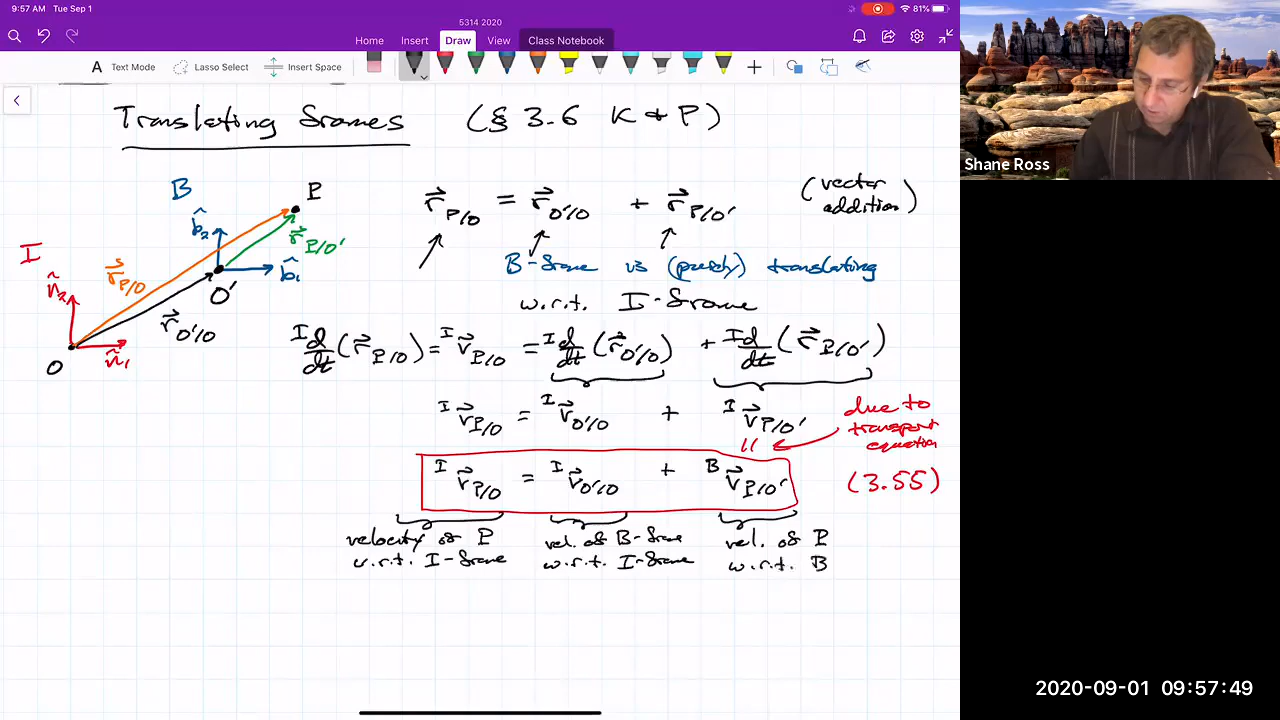 9:57 AM Tue Sep 1
81%
5314 2020
Home Insert Draw View Class Notebook
A Text Mode Lasso Select Insert Space
Translating Frames (§ 3.6 K & P)
B P
I
b̂₂ r⃗_{P/O'}
b̂₁
r⃗_{P/O}
n̂₂
O'
r⃗_{O'/O}
n̂₁
O
r⃗_{P/O} = r⃗_{O'/O} + r⃗_{P/O'} (vector addition)
B-frame is (purely) translating
w.r.t. I-frame
ᴵd/dt (r⃗_{P/O}) = ᴵv⃗_{P/O} = ᴵd/dt (r⃗_{O'/O}) + ᴵd/dt (r⃗_{P/O'})
ᴵv⃗_{P/O} = ᴵv⃗_{O'/O} + ᴵv⃗_{P/O'}
due to
transport
equation
||
ᴵv⃗_{P/O} = ᴵv⃗_{O'/O} + ᴮv⃗_{P/O'} (3.55)
velocity of P
w.r.t. I-frame
vel. of B-frame
w.r.t. I-frame
vel. of P
w.r.t. B
Shane Ross
2020-09-01 09:57:49